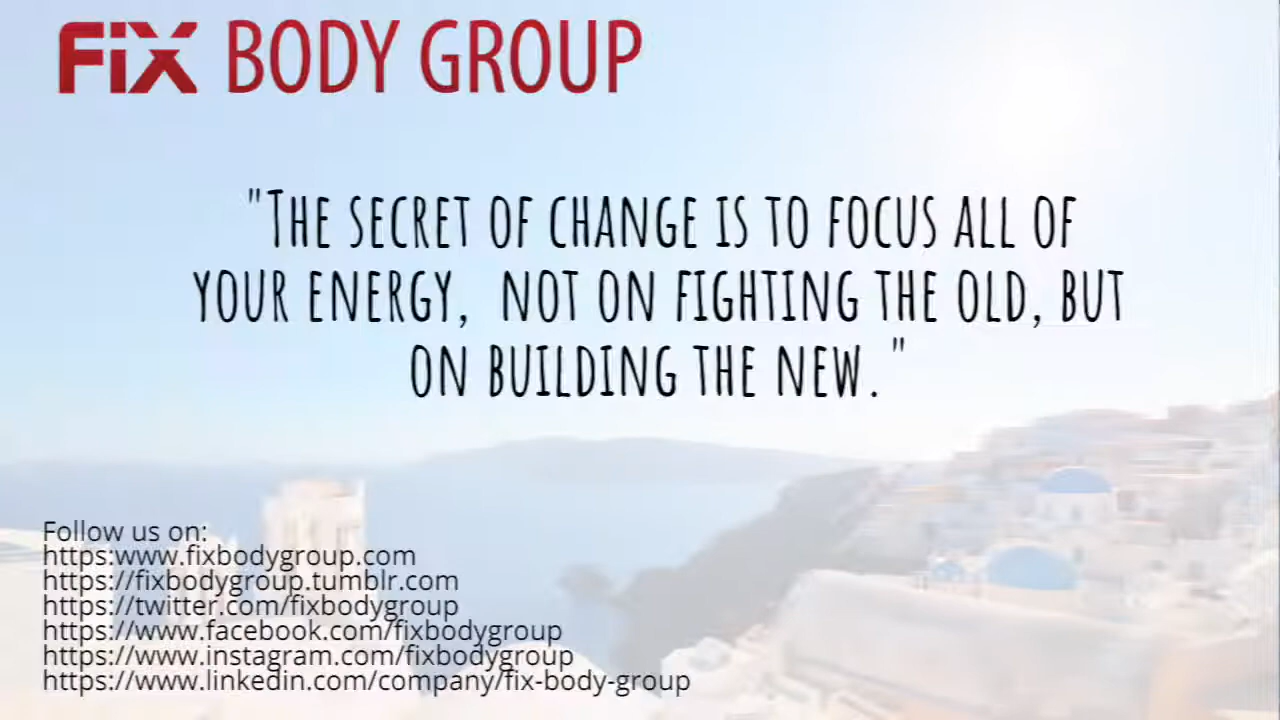 FiX BODY GROUP
"THE SECRET OF CHANGE IS TO FOCUS ALL OF
YOUR ENERGY, NOT ON FIGHTING THE OLD, BUT
ON BUILDING THE NEW."
Follow us on:
https:www.fixbodygroup.com
https://fixbodygroup.tumblr.com
https://twitter.com/fixbodygroup
https://www.facebook.com/fixbodygroup
https://www.instagram.com/fixbodygroup
https://www.linkedin.com/company/fix-body-group